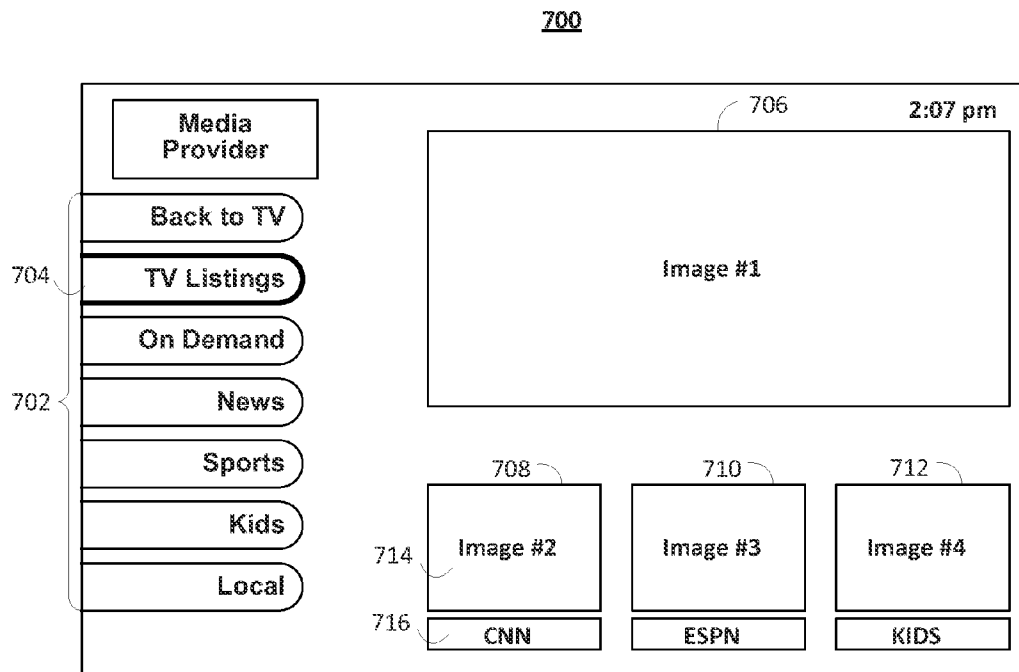 700
Media
Provider
706
2:07 pm
Back to TV
704
TV Listings
Image #1
On Demand
702
News
Sports
708
710
712
Kids
714
Image #2
Image #3
Image #4
Local
716
CNN
ESPN
KIDS